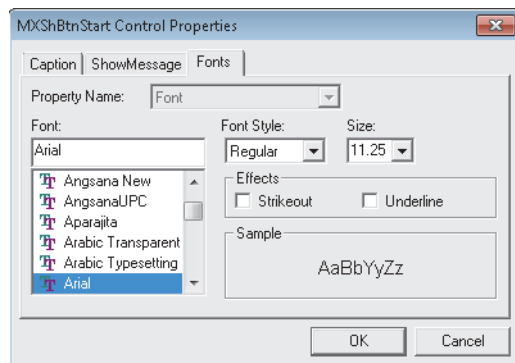 MXShBtnStart Control Properties
Caption ShowMessage Fonts
Property Name: Font
Font: Font Style: Size:
Arial Regular 11.25
Angsana New
AngsanaUPC
Aparajita
Arabic Transparent
Arabic Typesetting
Arial
Effects
Strikeout Underline
Sample
AaBbYyZz
OK Cancel